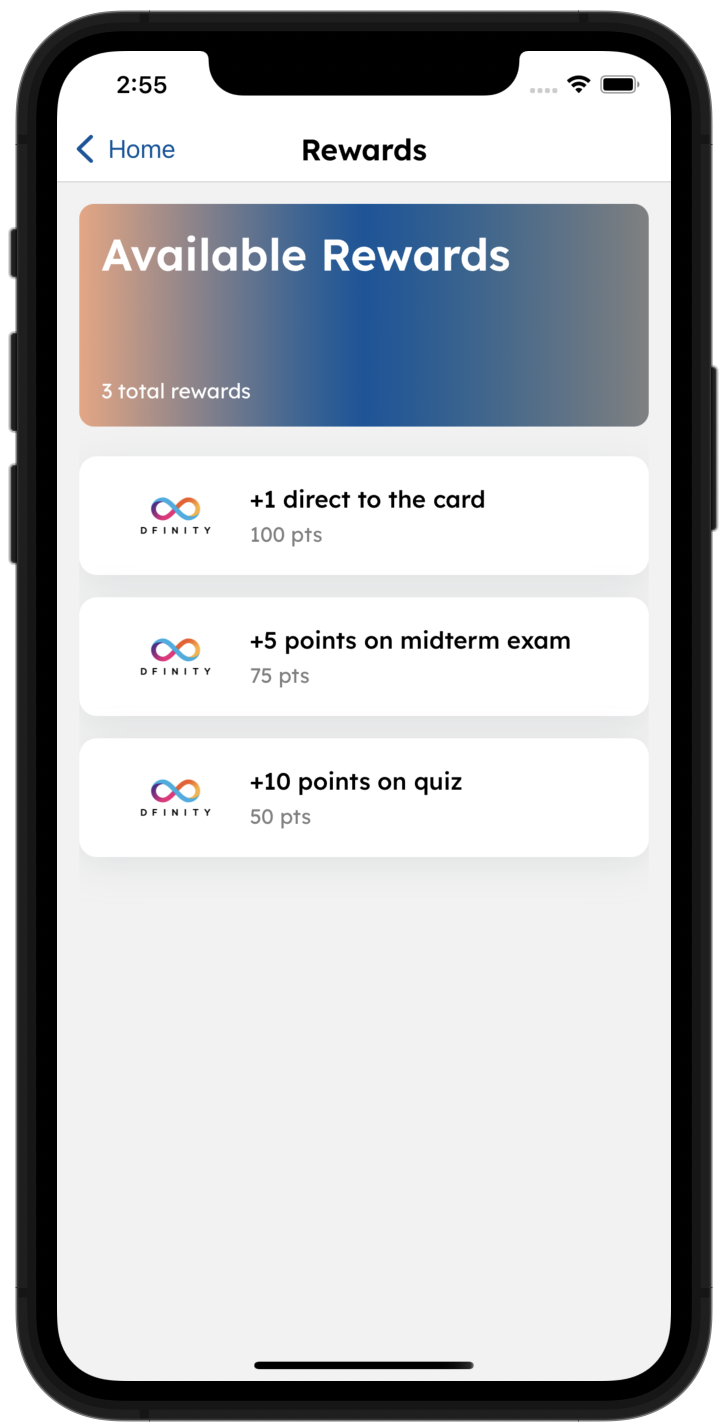 2:55
Home
Rewards
Available Rewards
3 total rewards
DFINITY
+1 direct to the card
100 pts
DFINITY
+5 points on midterm exam
75 pts
DFINITY
+10 points on quiz
50 pts